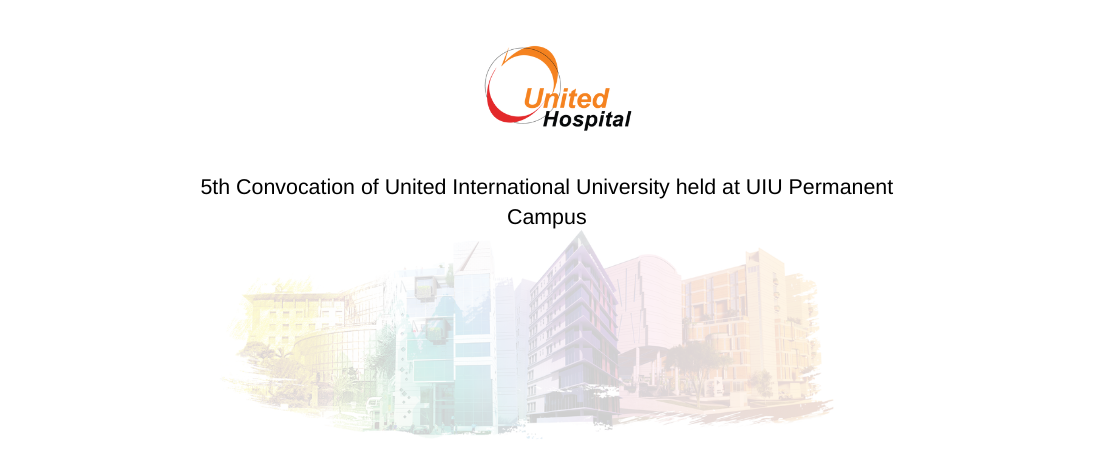 United
Hospital
5th Convocation of United International University held at UIU Permanent
Campus